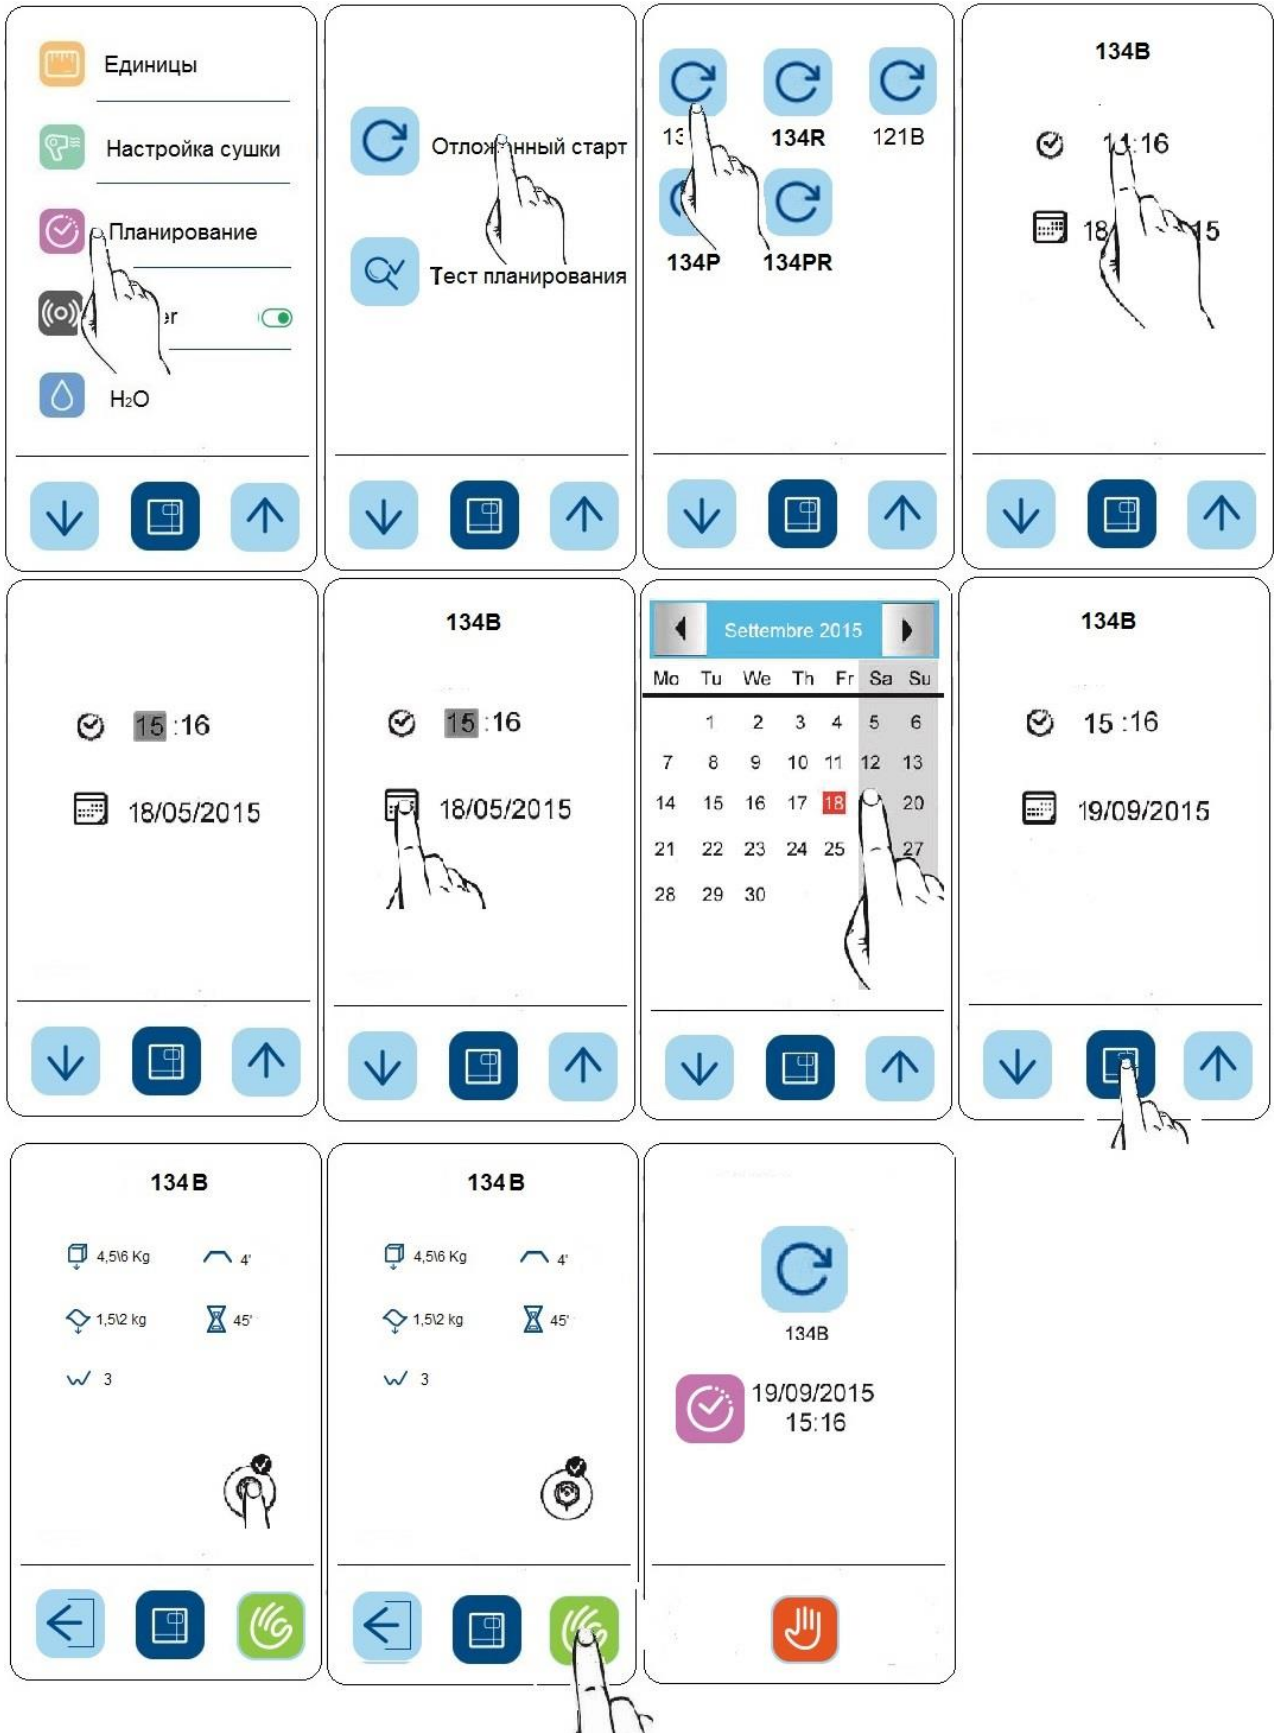 Единицы
Настройка сушки
Планирование
H₂O
Отложенный старт
Тест планирования
134R
121B
134P
134PR
134B
:16
18
15
15:16
18/05/2015
134B
15:16
18/05/2015
Settembre 2015
Mo Tu We Th Fr Sa Su
1 2 3 4 5 6
7 8 9 10 11 12 13
14 15 16 17 18 20
21 22 23 24 25 27
28 29 30
134B
15:16
19/09/2015
134B
4,5\6 Kg 4'
1,5\2 kg 45'
3
134B
4,5\6 Kg 4'
1,5\2 kg 45'
3
134B
19/09/2015
15:16